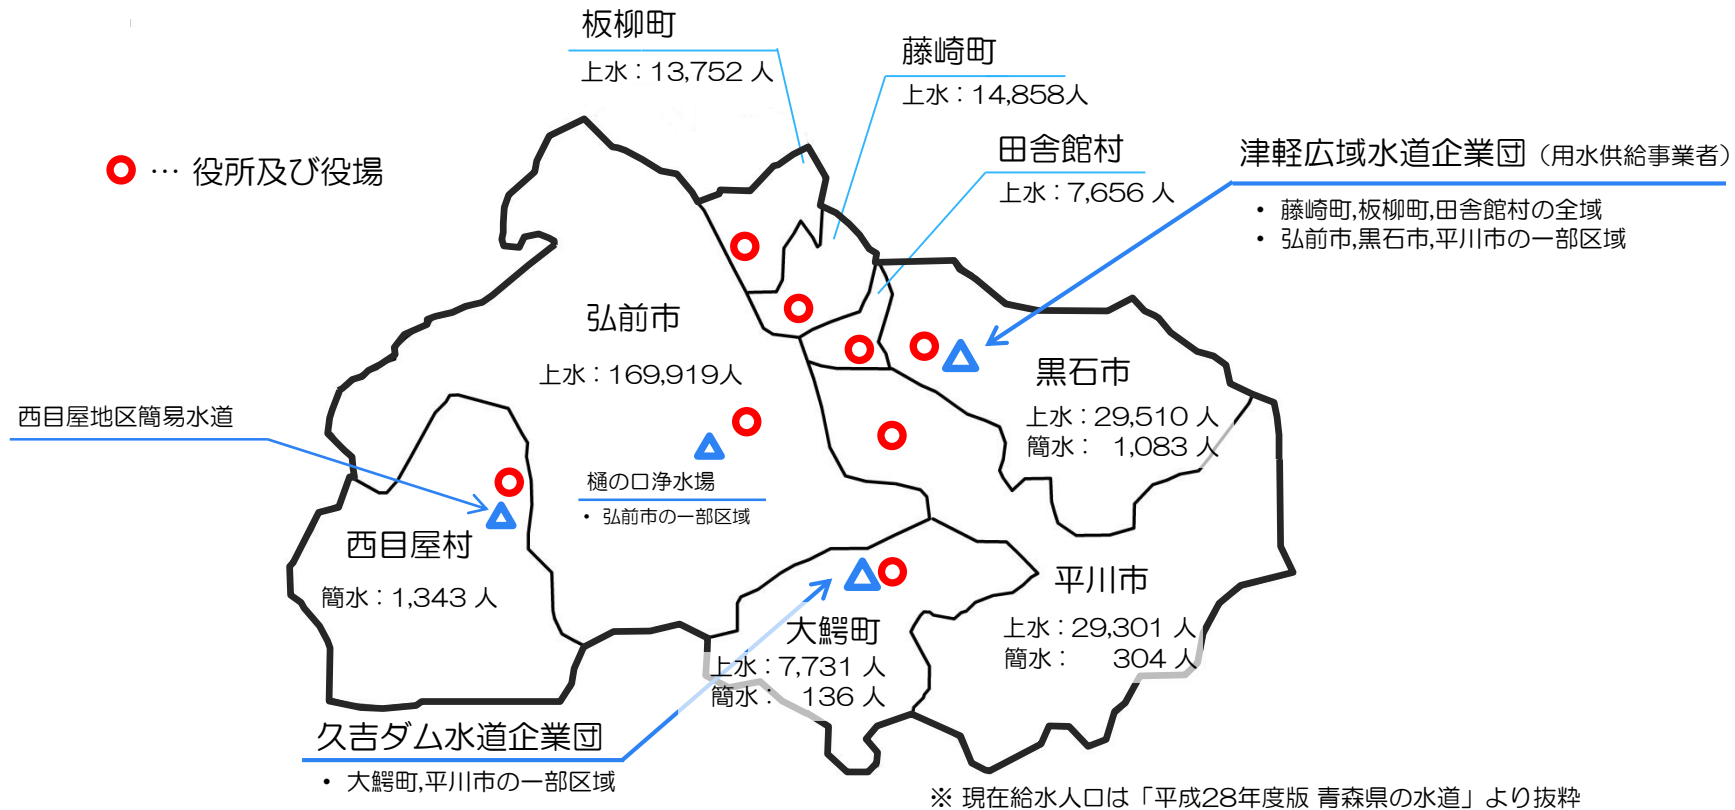 板柳町
上水：13,752 人
藤崎町
上水：14,858人
田舎館村
上水：7,656 人
津軽広域水道企業団（用水供給事業者）
・ 藤崎町,板柳町,田舎館村の全域
・ 弘前市,黒石市,平川市の一部区域
… 役所及び役場
弘前市
上水：169,919人
黒石市
上水：29,510 人
簡水： 1,083 人
西目屋地区簡易水道
樋の口浄水場
・ 弘前市の一部区域
西目屋村
簡水：1,343 人
平川市
上水：29,301 人
簡水： 304 人
大鰐町
上水：7,731 人
簡水： 136 人
久吉ダム水道企業団
・ 大鰐町,平川市の一部区域
※ 現在給水人口は「平成28年度版 青森県の水道」より抜粋